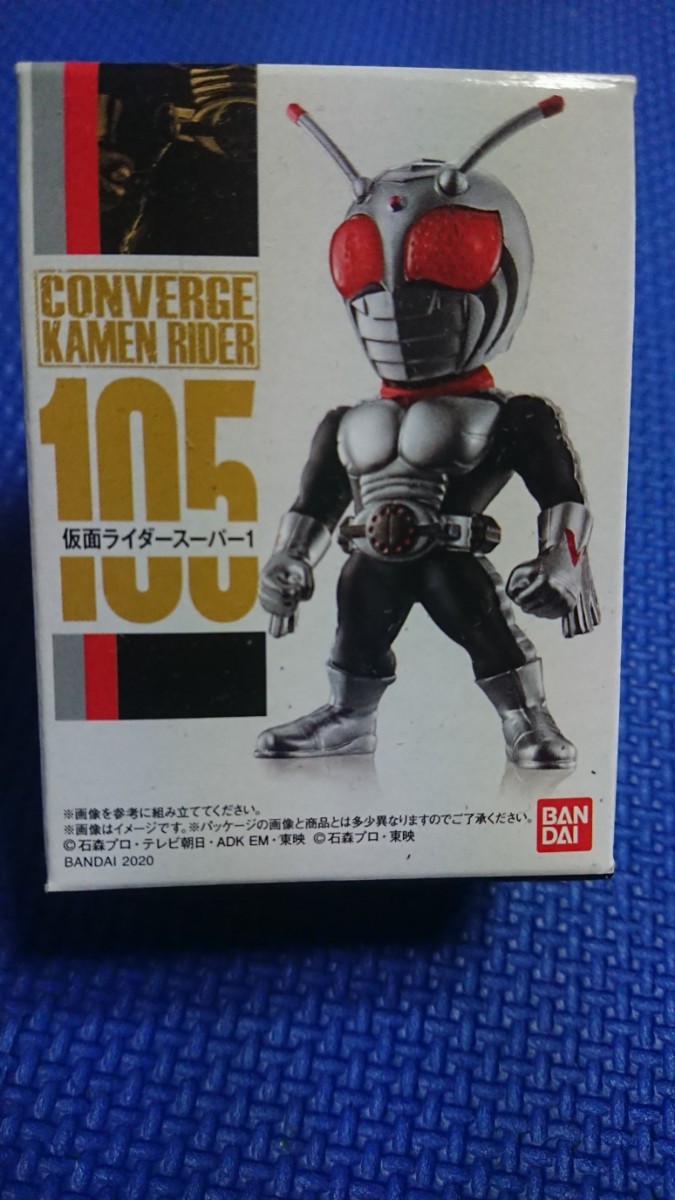 CONVERGE
KAMEN RIDER
105
仮面ライダースーパー1
※画像を参考に組み立ててください。
※画像はイメージです。※パッケージの画像と商品とは多少異なりますのでご了承ください。
©石森プロ・テレビ朝日・ADK EM・東映 ©石森プロ・東映
BANDAI 2020
BAN
DAI